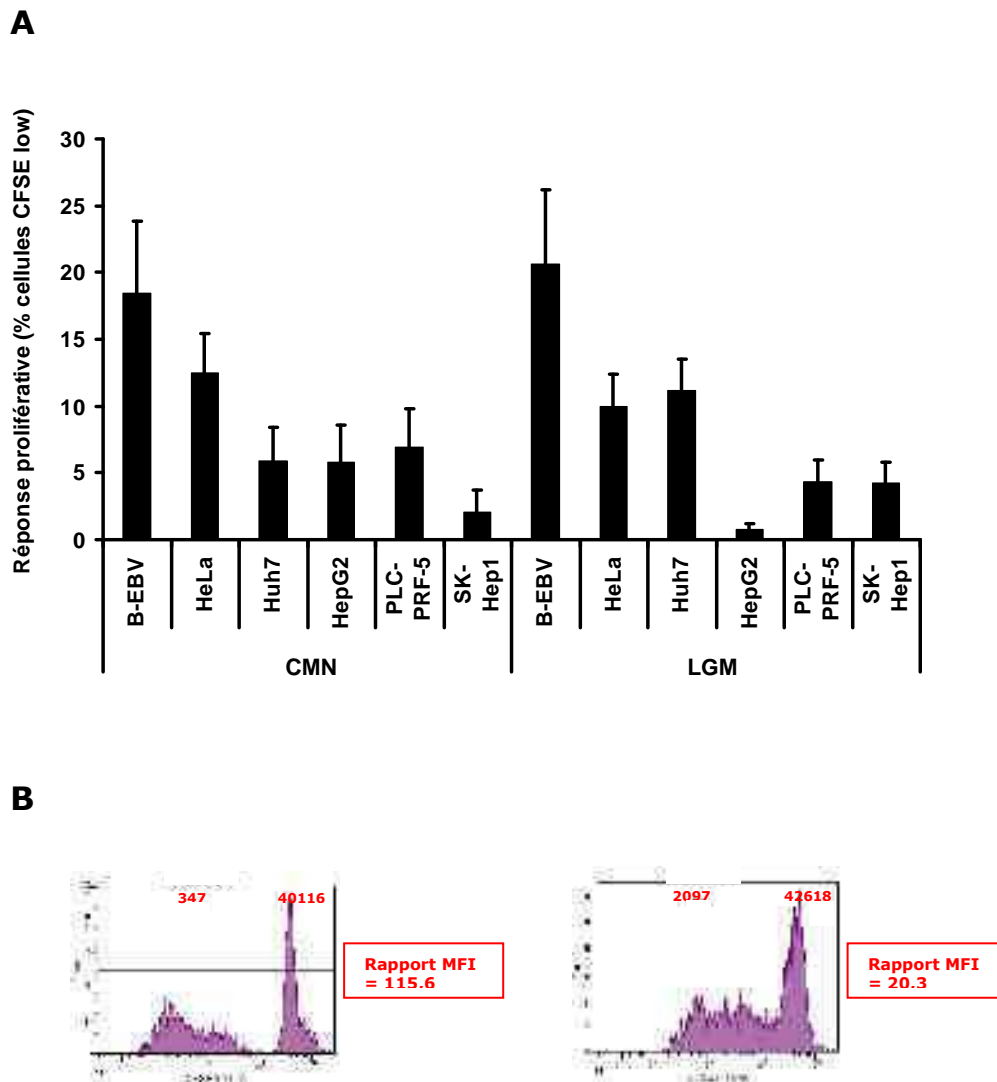 A
Réponse proliférative (% cellules CFSE low)
30
25
20
15
10
5
0
B-EBV
HeLa
Huh7
HepG2
PLC-
PRF-5
SK-
Hep1
B-EBV
HeLa
Huh7
HepG2
PLC-
PRF-5
SK-
Hep1
CMN
LGM
B
347
40116
Rapport MFI
= 115.6
2097
42618
Rapport MFI
= 20.3